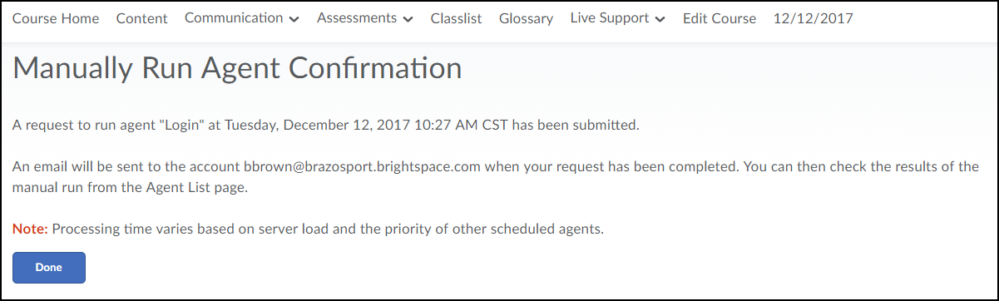 Course Home Content Communication Assessments Classlist Glossary Live Support Edit Course 12/12/2017
Manually Run Agent Confirmation
A request to run agent "Login" at Tuesday, December 12, 2017 10:27 AM CST has been submitted.
An email will be sent to the account bbrown@brazosport.brightspace.com when your request has been completed. You can then check the results of the
manual run from the Agent List page.
Note: Processing time varies based on server load and the priority of other scheduled agents.
Done